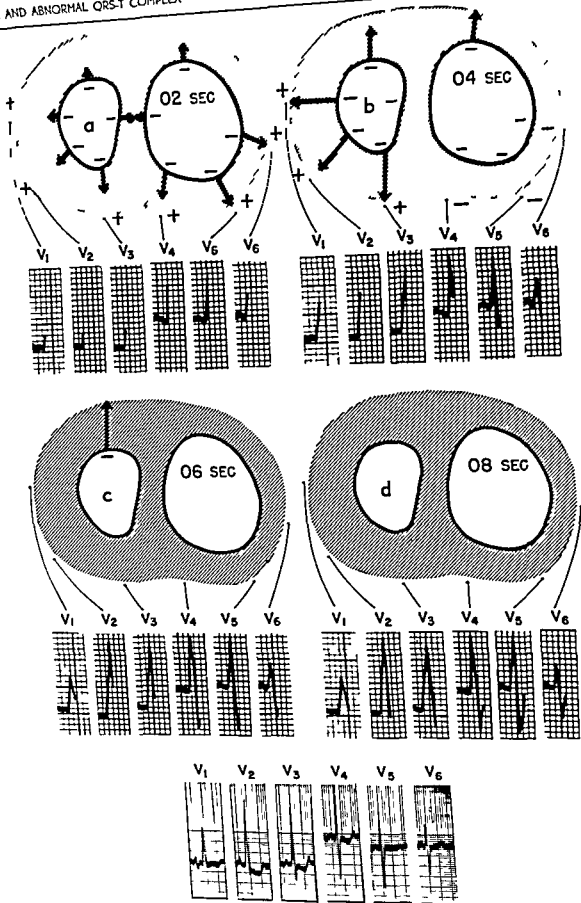 AND ABNORMAL QRS-T COMPLEX
a
02 SEC
b
04 SEC
V1 V2 V3 V4 V5 V6
V1 V2 V3 V4 V5 V6
c
06 SEC
d
08 SEC
V1 V2 V3 V4 V5 V6
V1 V2 V3 V4 V5 V6
V1 V2 V3 V4 V5 V6